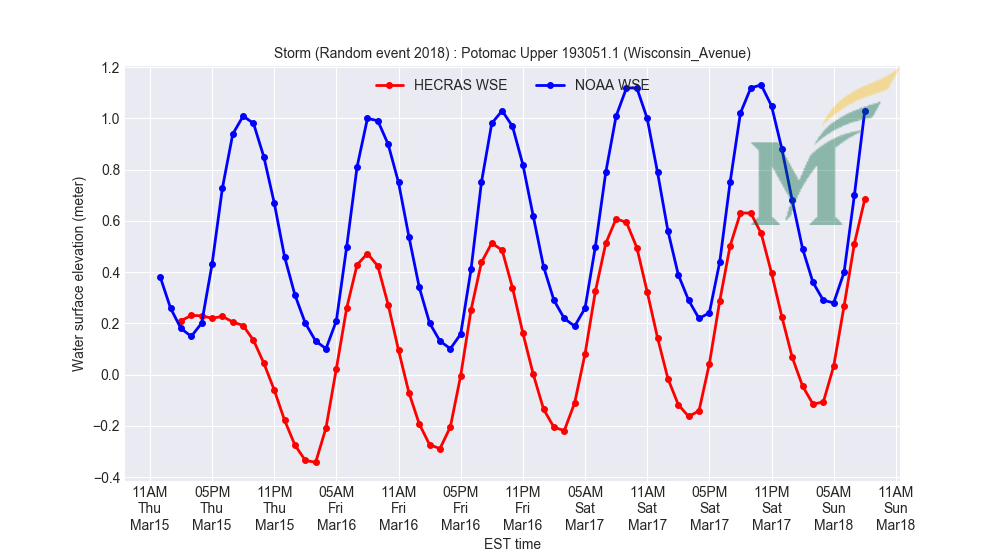 Storm (Random event 2018) : Potomac Upper 193051.1 (Wisconsin_Avenue)
HECRAS WSE
NOAA WSE
Water surface elevation (meter)
1.2
1.0
0.8
0.6
0.4
0.2
0.0
−0.2
−0.4
11AM 05PM 11PM 05AM 11AM 05PM 11PM 05AM 11AM 05PM 11PM 05AM 11AM
Thu Thu Thu Fri Fri Fri Fri Sat Sat Sat Sat Sun Sun
Mar15 Mar15 Mar15 Mar16 Mar16 Mar16 Mar16 Mar17 Mar17 Mar17 Mar17 Mar18 Mar18
EST time
M